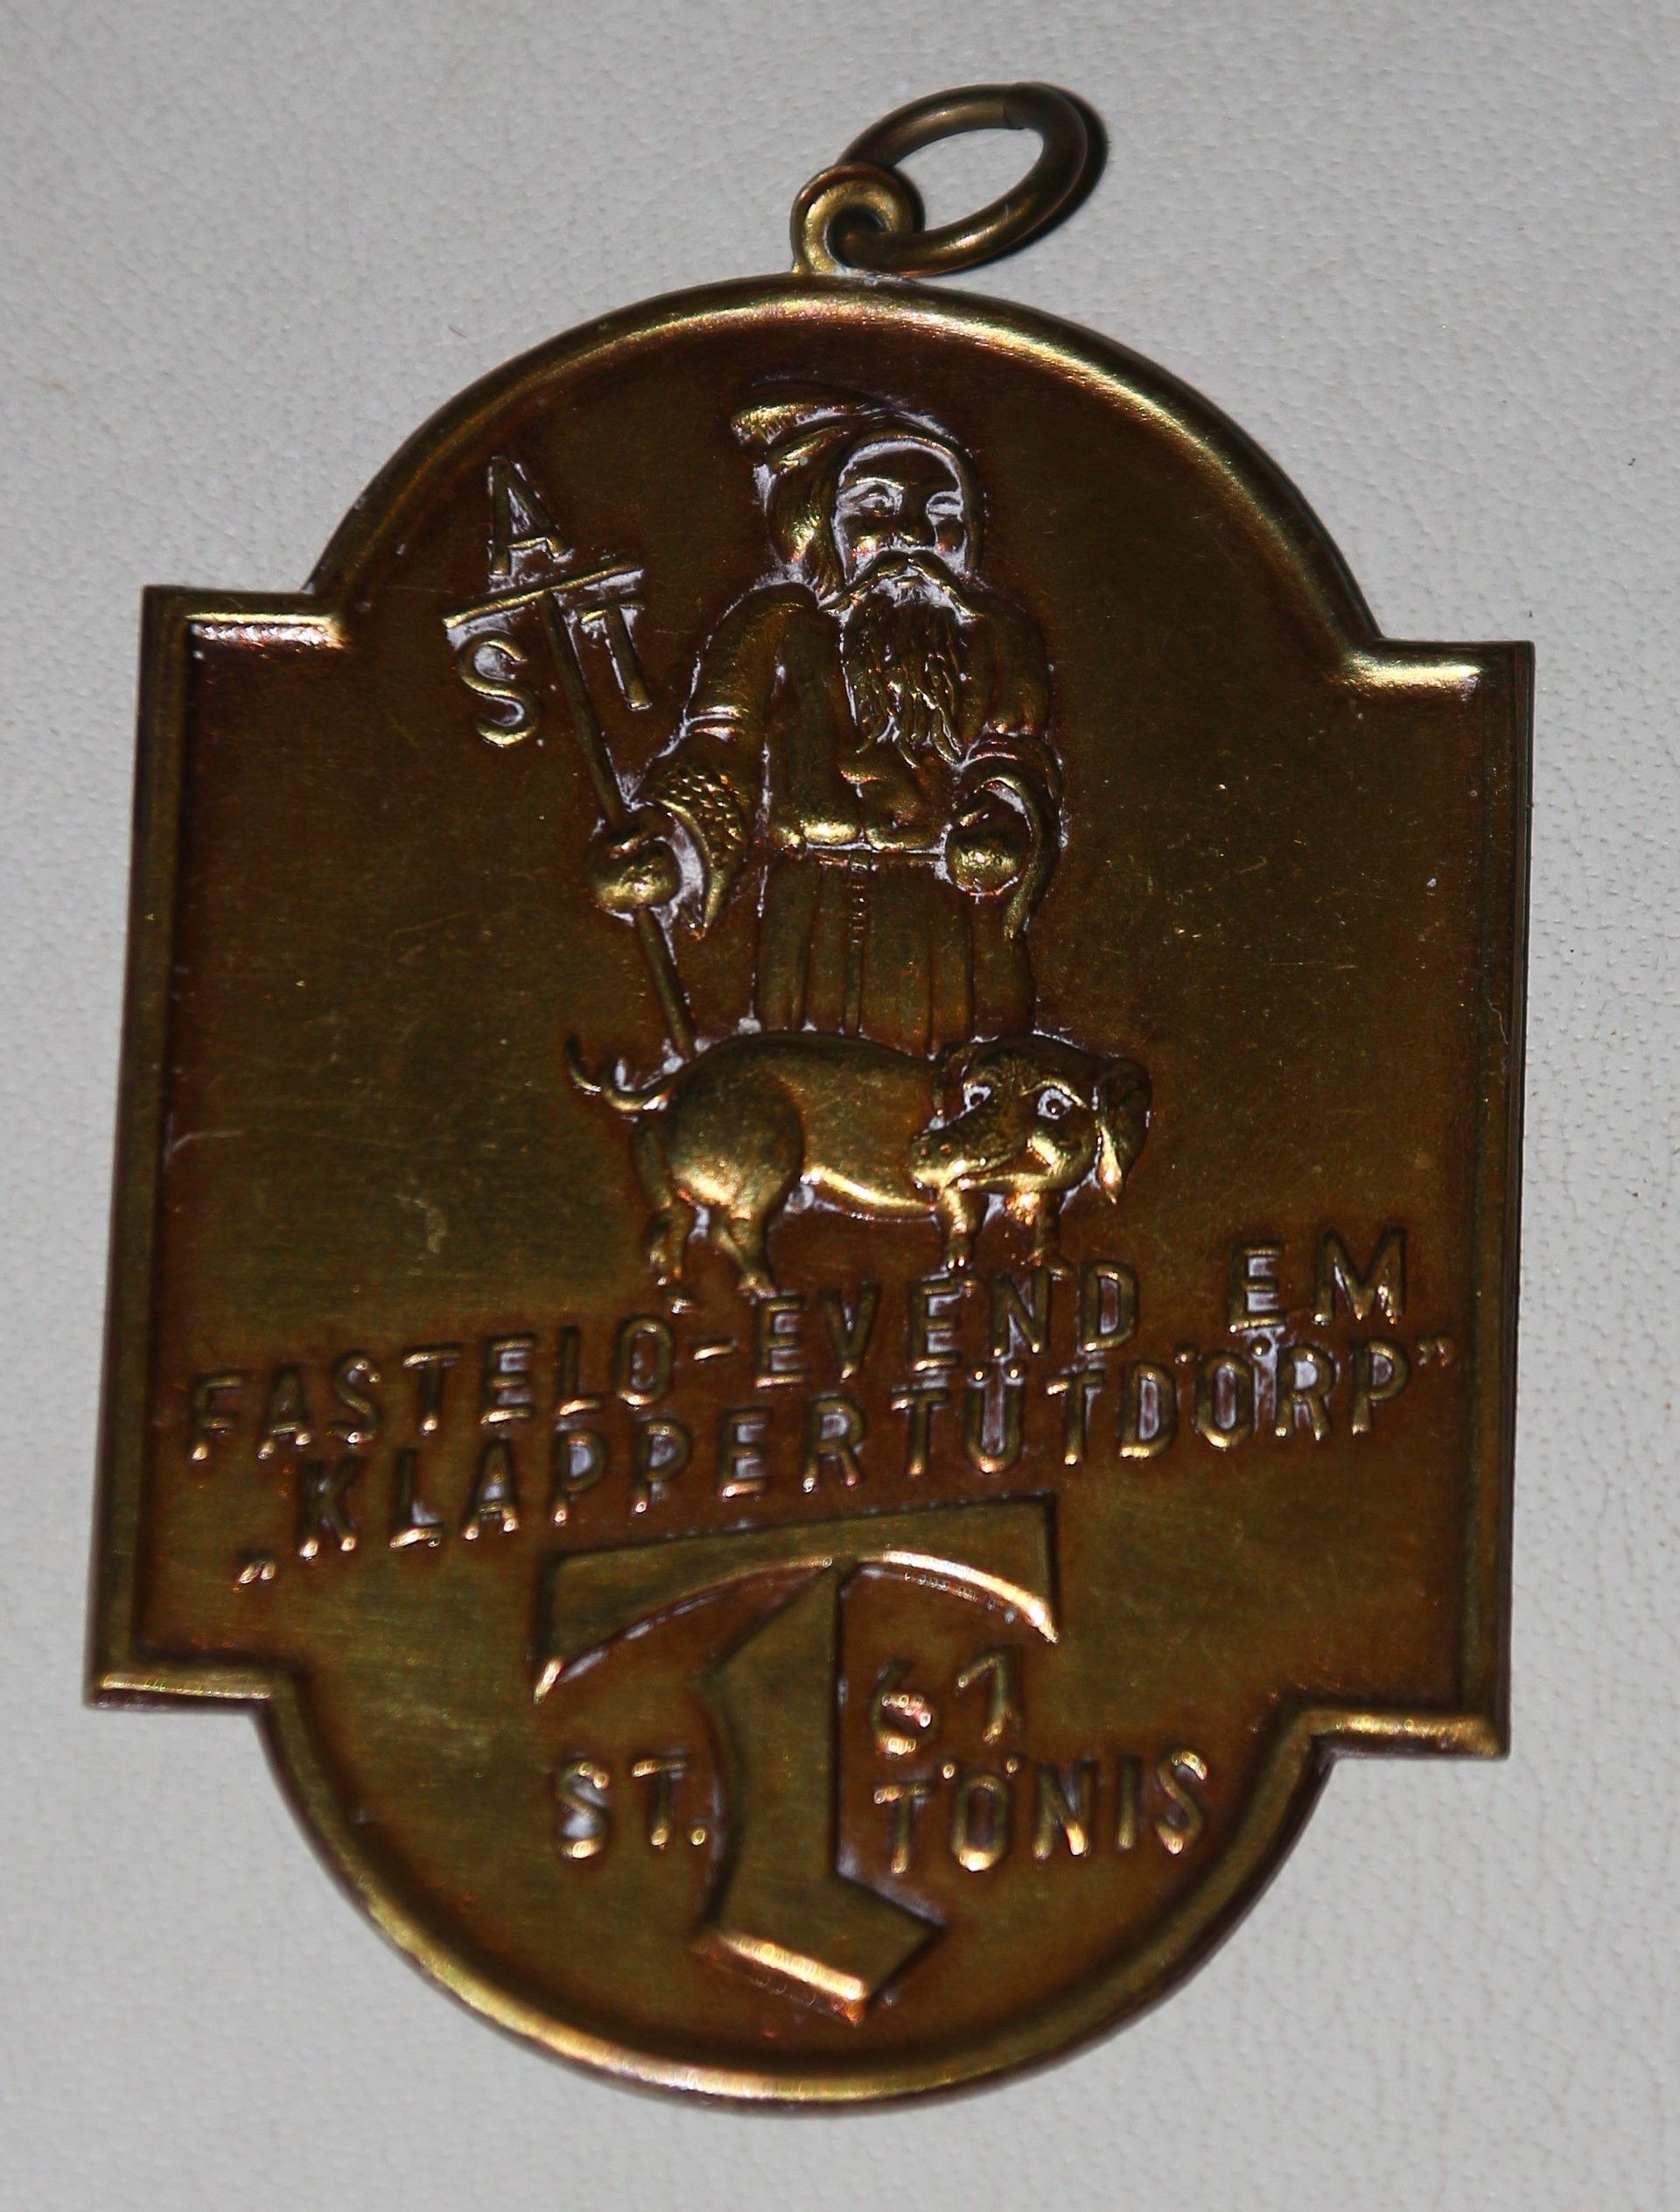 A
S T
FASTELO-EVEND EM
„KLAPPERTÜTDÖRP”
61
ST. TÖNIS